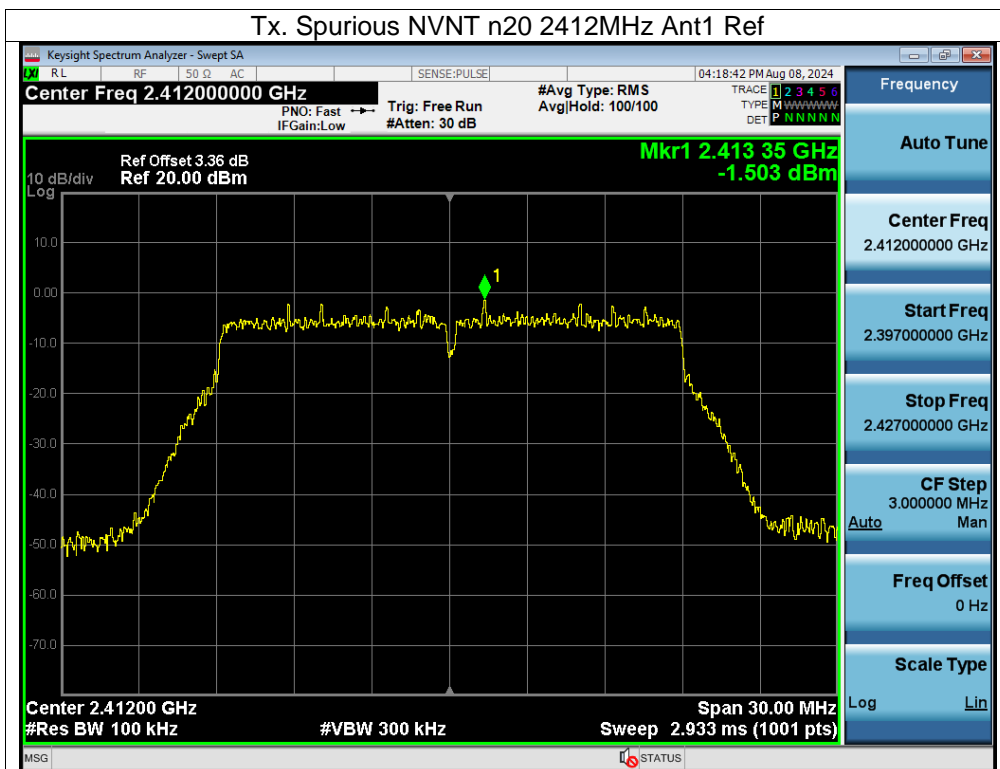 Tx. Spurious NVNT n20 2412MHz Ant1 Ref
Keysight Spectrum Analyzer - Swept SA
LXI RL RF 50 Ω AC SENSE:PULSE 04:18:42 PM Aug 08, 2024
Center Freq 2.412000000 GHz
PNO: Fast
IFGain:Low
Trig: Free Run
#Atten: 30 dB
#Avg Type: RMS
Avg|Hold: 100/100
TRACE 1 2 3 4 5 6
TYPE M WWWWW
DET P N N N N N
Mkr1 2.413 35 GHz
-1.503 dBm
Ref Offset 3.36 dB
10 dB/div Ref 20.00 dBm
Log
10.0
0.00
-10.0
-20.0
-30.0
-40.0
-50.0
-60.0
-70.0
1
Center 2.41200 GHz Span 30.00 MHz
#Res BW 100 kHz #VBW 300 kHz Sweep 2.933 ms (1001 pts)
MSG STATUS
Frequency
Auto Tune
Center Freq
2.412000000 GHz
Start Freq
2.397000000 GHz
Stop Freq
2.427000000 GHz
CF Step
3.000000 MHz
Auto Man
Freq Offset
0 Hz
Scale Type
Log Lin